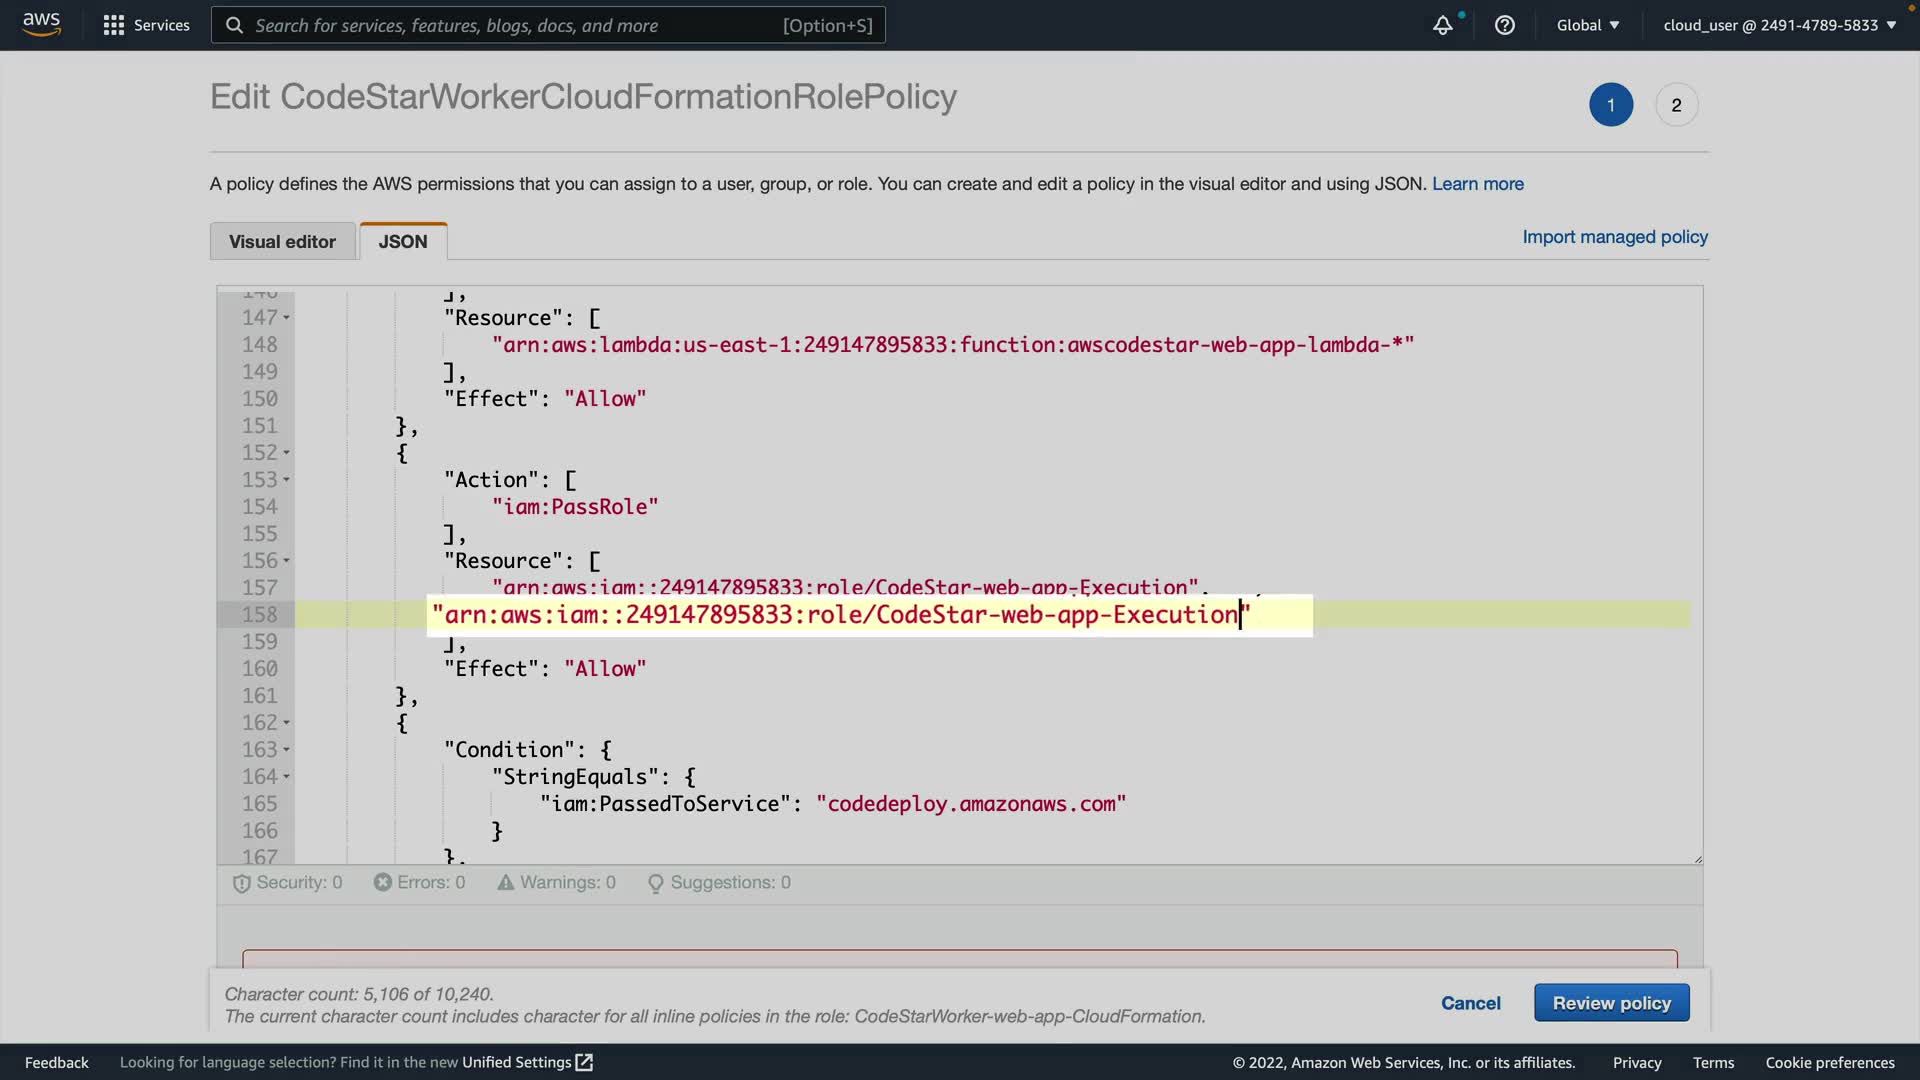 aws
Services
Search for services, features, blogs, docs, and more [Option+S]
Global
cloud_user @ 2491-4789-5833
Edit CodeStarWorkerCloudFormationRolePolicy
1
2
A policy defines the AWS permissions that you can assign to a user, group, or role. You can create and edit a policy in the visual editor and using JSON. Learn more
Visual editor
JSON
Import managed policy
146 ],
147 "Resource": [
148 "arn:aws:lambda:us-east-1:249147895833:function:awscodestar-web-app-lambda-*"
149 ],
150 "Effect": "Allow"
151 },
152 {
153 "Action": [
154 "iam:PassRole"
155 ],
156 "Resource": [
157 "arn:aws:iam::249147895833:role/CodeStar-web-app-Execution",
158 "arn:aws:iam::249147895833:role/CodeStar-web-app-Execution"
159 ],
160 "Effect": "Allow"
161 },
162 {
163 "Condition": {
164 "StringEquals": {
165 "iam:PassedToService": "codedeploy.amazonaws.com"
166 }
167 },
Security: 0
Errors: 0
Warnings: 0
Suggestions: 0
Character count: 5,106 of 10,240.
The current character count includes character for all inline policies in the role: CodeStarWorker-web-app-CloudFormation.
Cancel
Review policy
Feedback
Looking for language selection? Find it in the new Unified Settings
© 2022, Amazon Web Services, Inc. or its affiliates.
Privacy
Terms
Cookie preferences